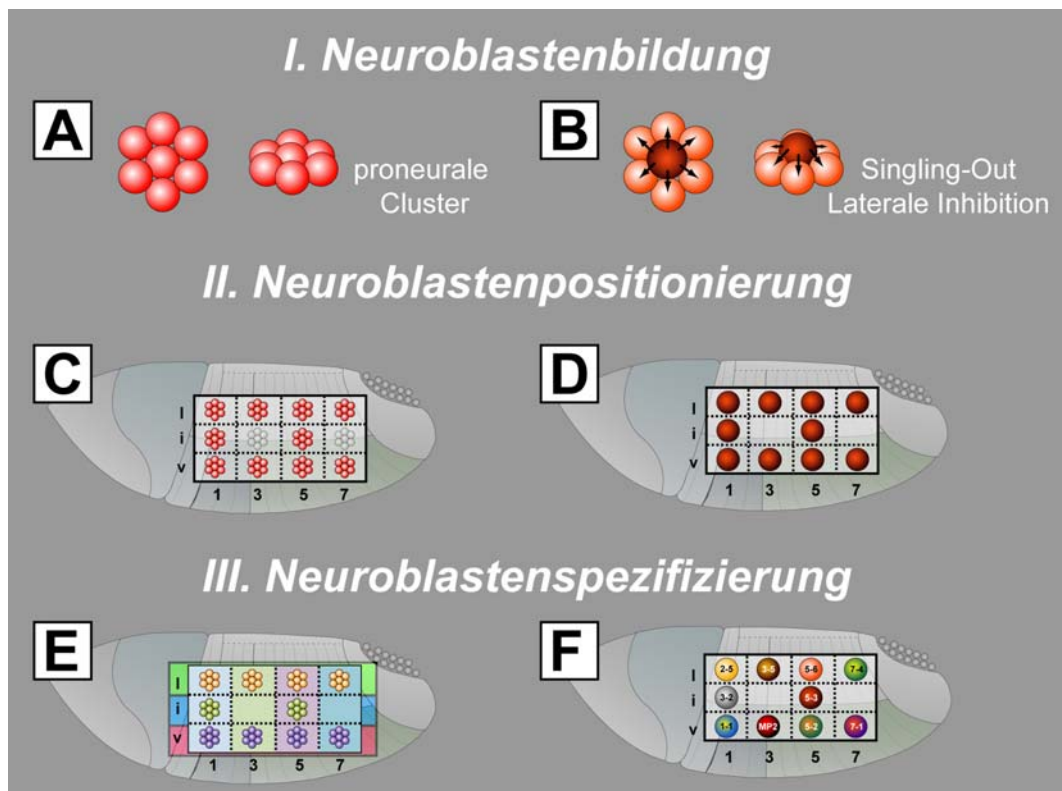 I. Neuroblastenbildung
A
proneurale
Cluster
B
Singling-Out
Laterale Inhibition
II. Neuroblastenpositionierung
C
l
i
v
1 3 5 7
D
l
i
v
1 3 5 7
III. Neuroblastenspezifizierung
E
l
i
v
1 3 5 7
F
l
2-5 3-5 5-6 7-4
i
3-2 5-3
v
1-1 MP2 5-2 7-1
1 3 5 7